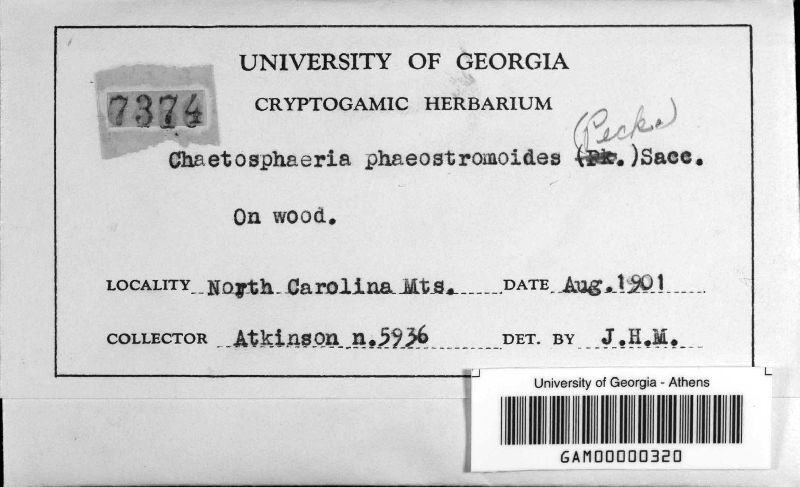 UNIVERSITY OF GEORGIA
7374
CRYPTOGAMIC HERBARIUM
(Peck.)
Chaetosphaeria phaeostromoides (Pk.)Sacc.
On wood.
LOCALITY North Carolina Mts. DATE Aug.1901
COLLECTOR Atkinson n.5936 DET. BY J.H.M.
University of Georgia - Athens
GAM00000320